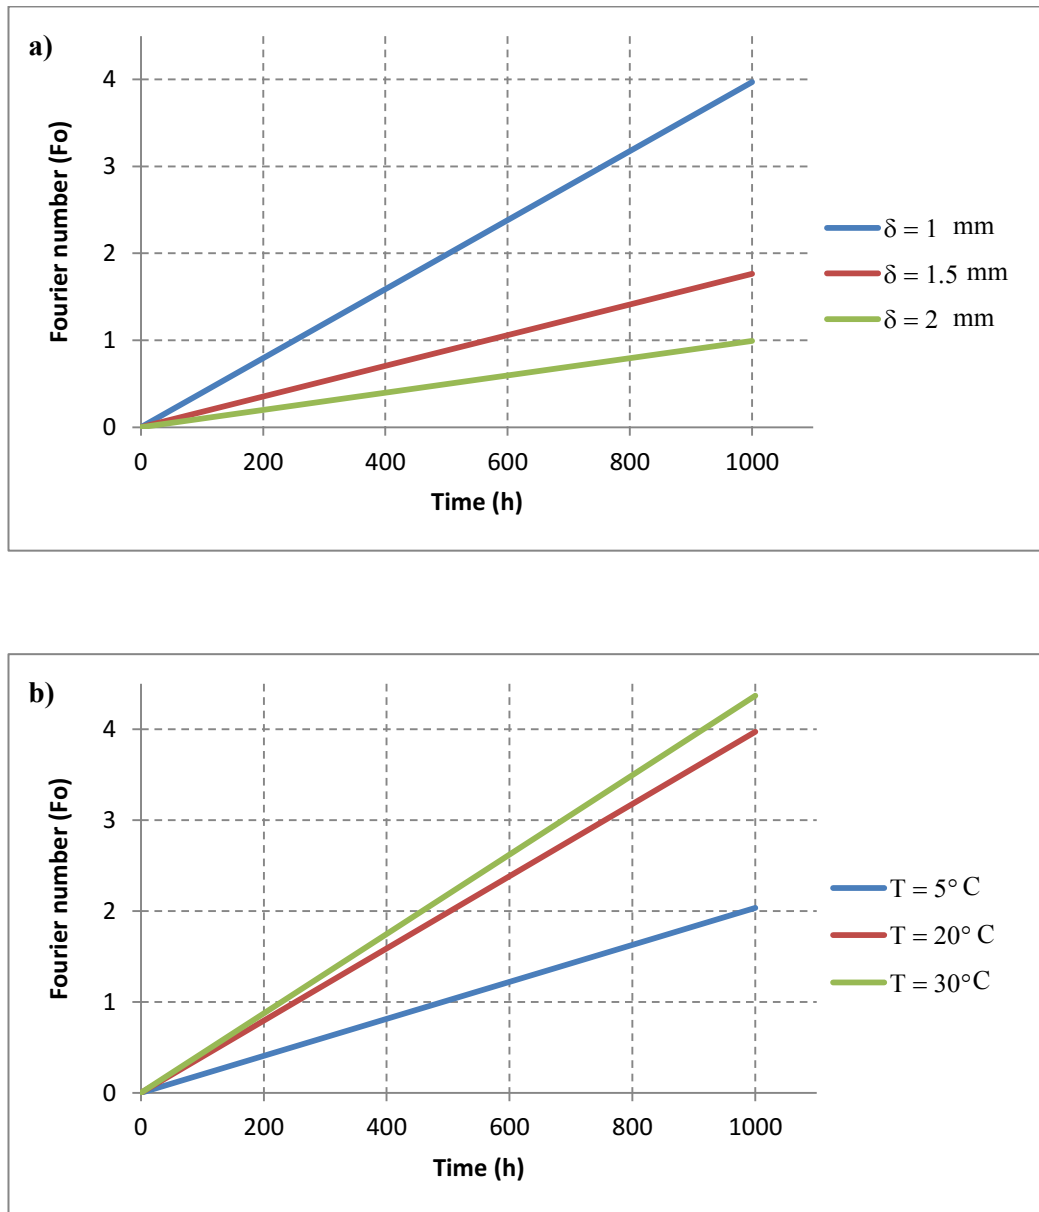 a)
Fourier number (Fo)
4
3
2
1
0
0 200 400 600 800 1000
Time (h)
δ = 1 mm
δ = 1.5 mm
δ = 2 mm
b)
Fourier number (Fo)
4
3
2
1
0
0 200 400 600 800 1000
Time (h)
T = 5° C
T = 20° C
T = 30°C